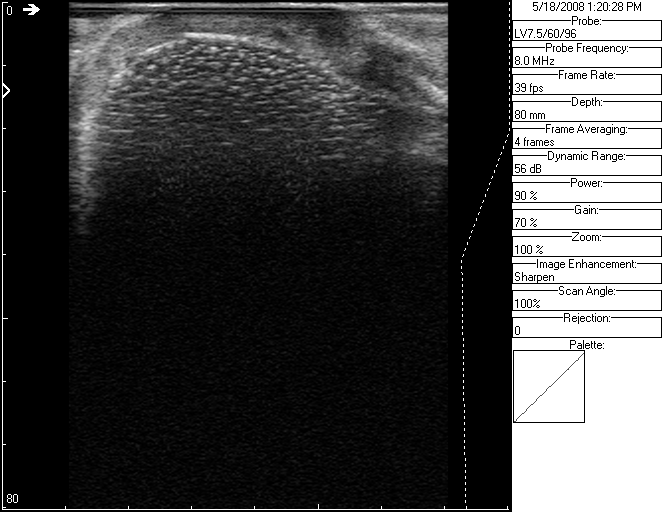 5/18/2008 1:20:28 PM
0
Probe:
LV7.5/60/96
Probe Frequency:
8.0 MHz
Frame Rate:
39 fps
Depth:
80 mm
Frame Averaging:
4 frames
Dynamic Range:
56 dB
Power:
90 %
Gain:
70 %
Zoom:
100 %
Image Enhancement:
Sharpen
Scan Angle:
100%
Rejection:
0
Palette:
80